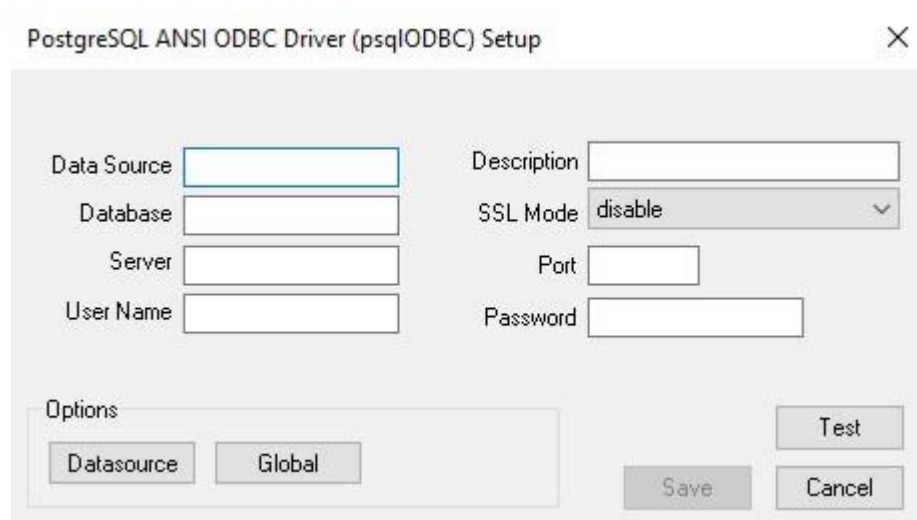 PostgreSQL ANSI ODBC Driver (psqlODBC) Setup
Data Source
Description
Database
SSL Mode disable
Server
Port
User Name
Password
Options
Datasource
Global
Test
Save
Cancel